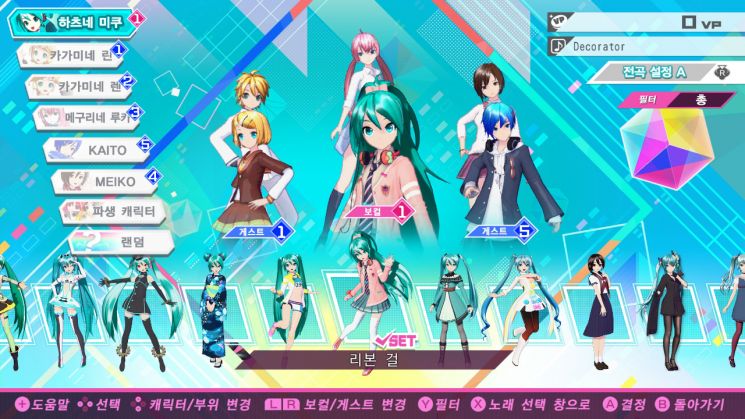 하츠네 미쿠 1
카가미네 린 1
카가미네 렌 2
메구리네 루카 3
KAITO 5
MEIKO 4
파생 캐릭터
랜덤
VP 0 VP
Decorator
전곡 설정 A R
필터 총
게스트 1
보컬 1
게스트 5
SET
리본 걸
도움말 선택 캐릭터/부위 변경 L R 보컬/게스트 변경 Y 필터 X 노래 선택 창으로 A 결정 B 돌아가기